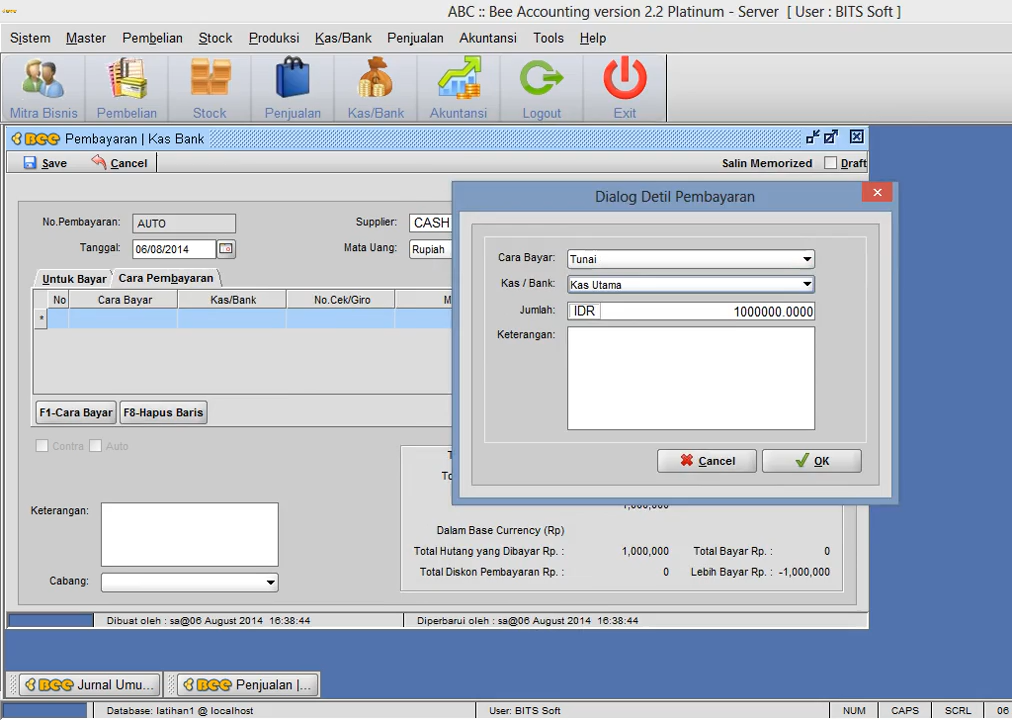 ABC :: Bee Accounting version 2.2 Platinum - Server [ User : BITS Soft ]
Sistem Master Pembelian Stock Produksi Kas/Bank Penjualan Akuntansi Tools Help
Mitra Bisnis Pembelian Stock Penjualan Kas/Bank Akuntansi Logout Exit
BEE Pembayaran | Kas Bank
Save Cancel Salin Memorized Draft
Dialog Detil Pembayaran
No.Pembayaran: AUTO Supplier: CASH
Tanggal: 06/08/2014 Mata Uang: Rupiah
Cara Bayar: Tunai
Kas / Bank: Kas Utama
Jumlah: IDR 1000000.0000
Keterangan:
Cancel OK
Untuk Bayar Cara Pembayaran
No Cara Bayar Kas/Bank No.Cek/Giro M
*
F1-Cara Bayar F8-Hapus Baris
Contra Auto
Keterangan:
Cabang:
1,000,000
Dalam Base Currency (Rp)
Total Hutang yang Dibayar Rp. : 1,000,000 Total Bayar Rp. : 0
Total Diskon Pembayaran Rp. : 0 Lebih Bayar Rp. : -1,000,000
Dibuat oleh : sa@06 August 2014 16:38:44 Diperbarui oleh : sa@06 August 2014 16:38:44
BEE Jurnal Umu... BEE Penjualan |...
Database: latihan1 @ localhost User: BITS Soft NUM CAPS SCRL 06